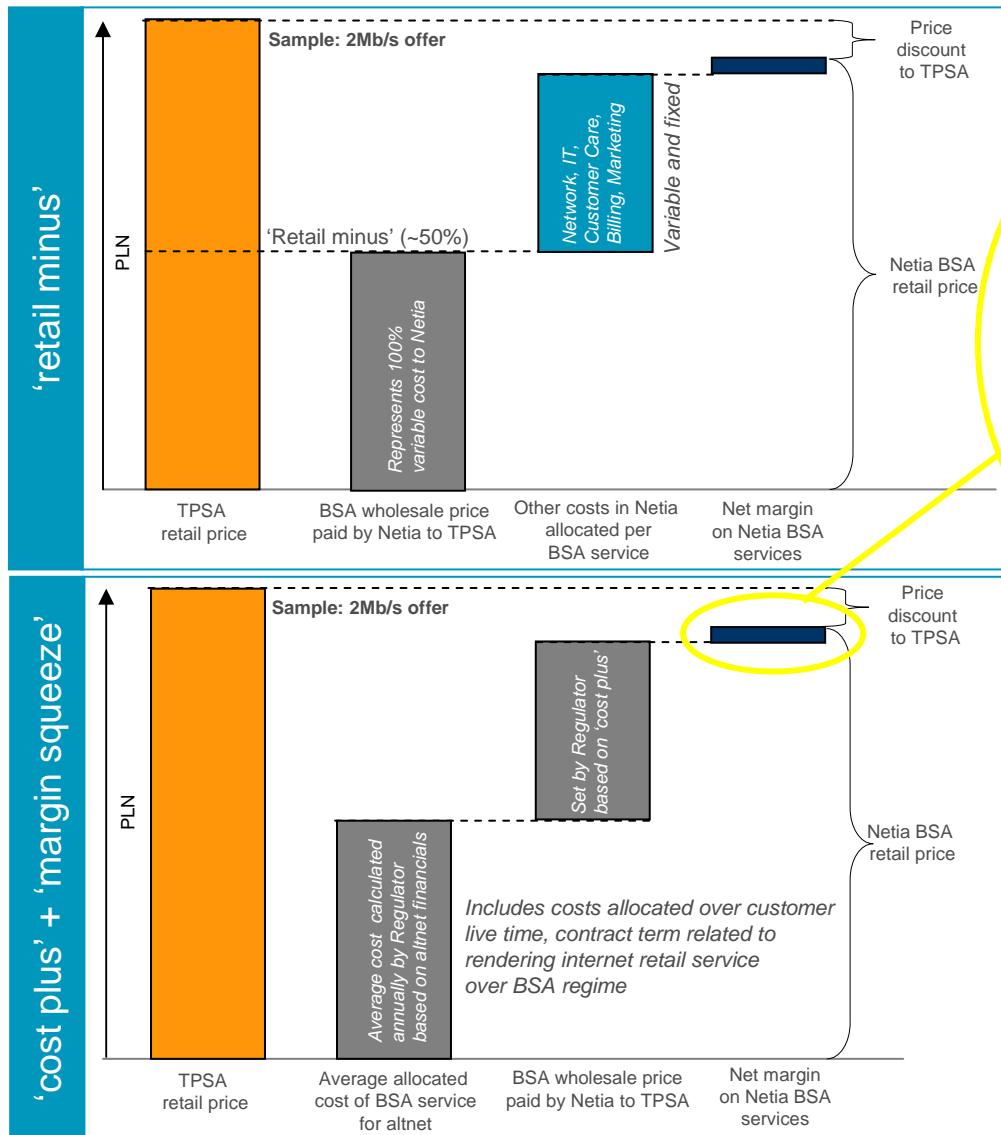 'retail minus'
PLN
Sample: 2Mb/s offer
Price
discount
to TPSA
'Retail minus' (~50%)
Represents 100%
variable cost to Netia
Network, IT,
Customer Care,
Billing, Marketing
Variable and fixed
Netia BSA
retail price
TPSA
retail price
BSA wholesale price
paid by Netia to TPSA
Other costs in Netia
allocated per
BSA service
Net margin
on Netia BSA
services
'cost plus' + 'margin squeeze'
PLN
Sample: 2Mb/s offer
Price
discount
to TPSA
Average cost calculated
annually by Regulator
based on altnet financials
Set by Regulator
based on 'cost plus'
Netia BSA
retail price
Includes costs allocated over customer
live time, contract term related to
rendering internet retail service
over BSA regime
TPSA
retail price
Average allocated
cost of BSA service
for altnet
BSA wholesale price
paid by Netia to TPSA
Net margin
on Netia BSA
services